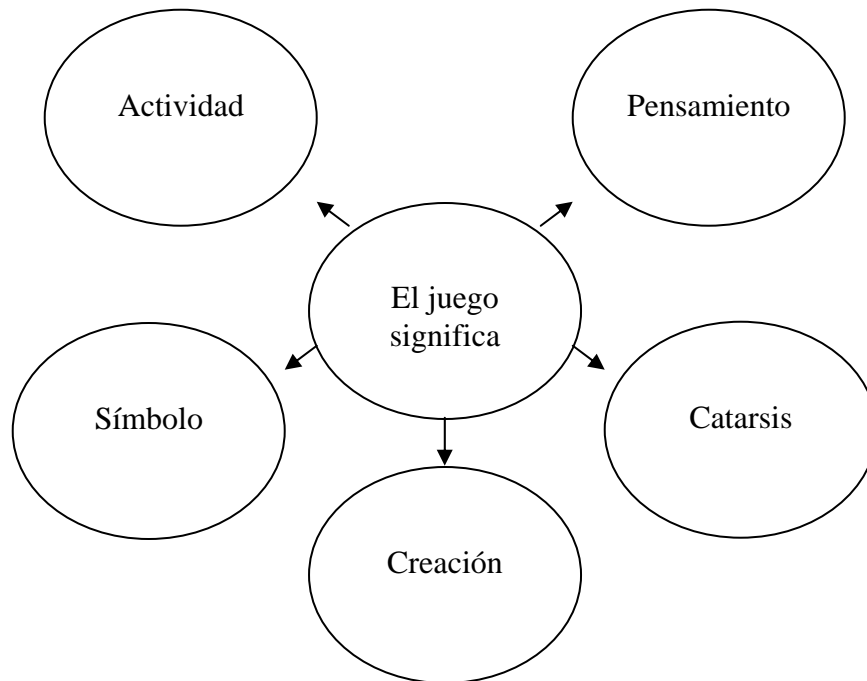 Actividad
Pensamiento
El juego
significa
Símbolo
Catarsis
Creación